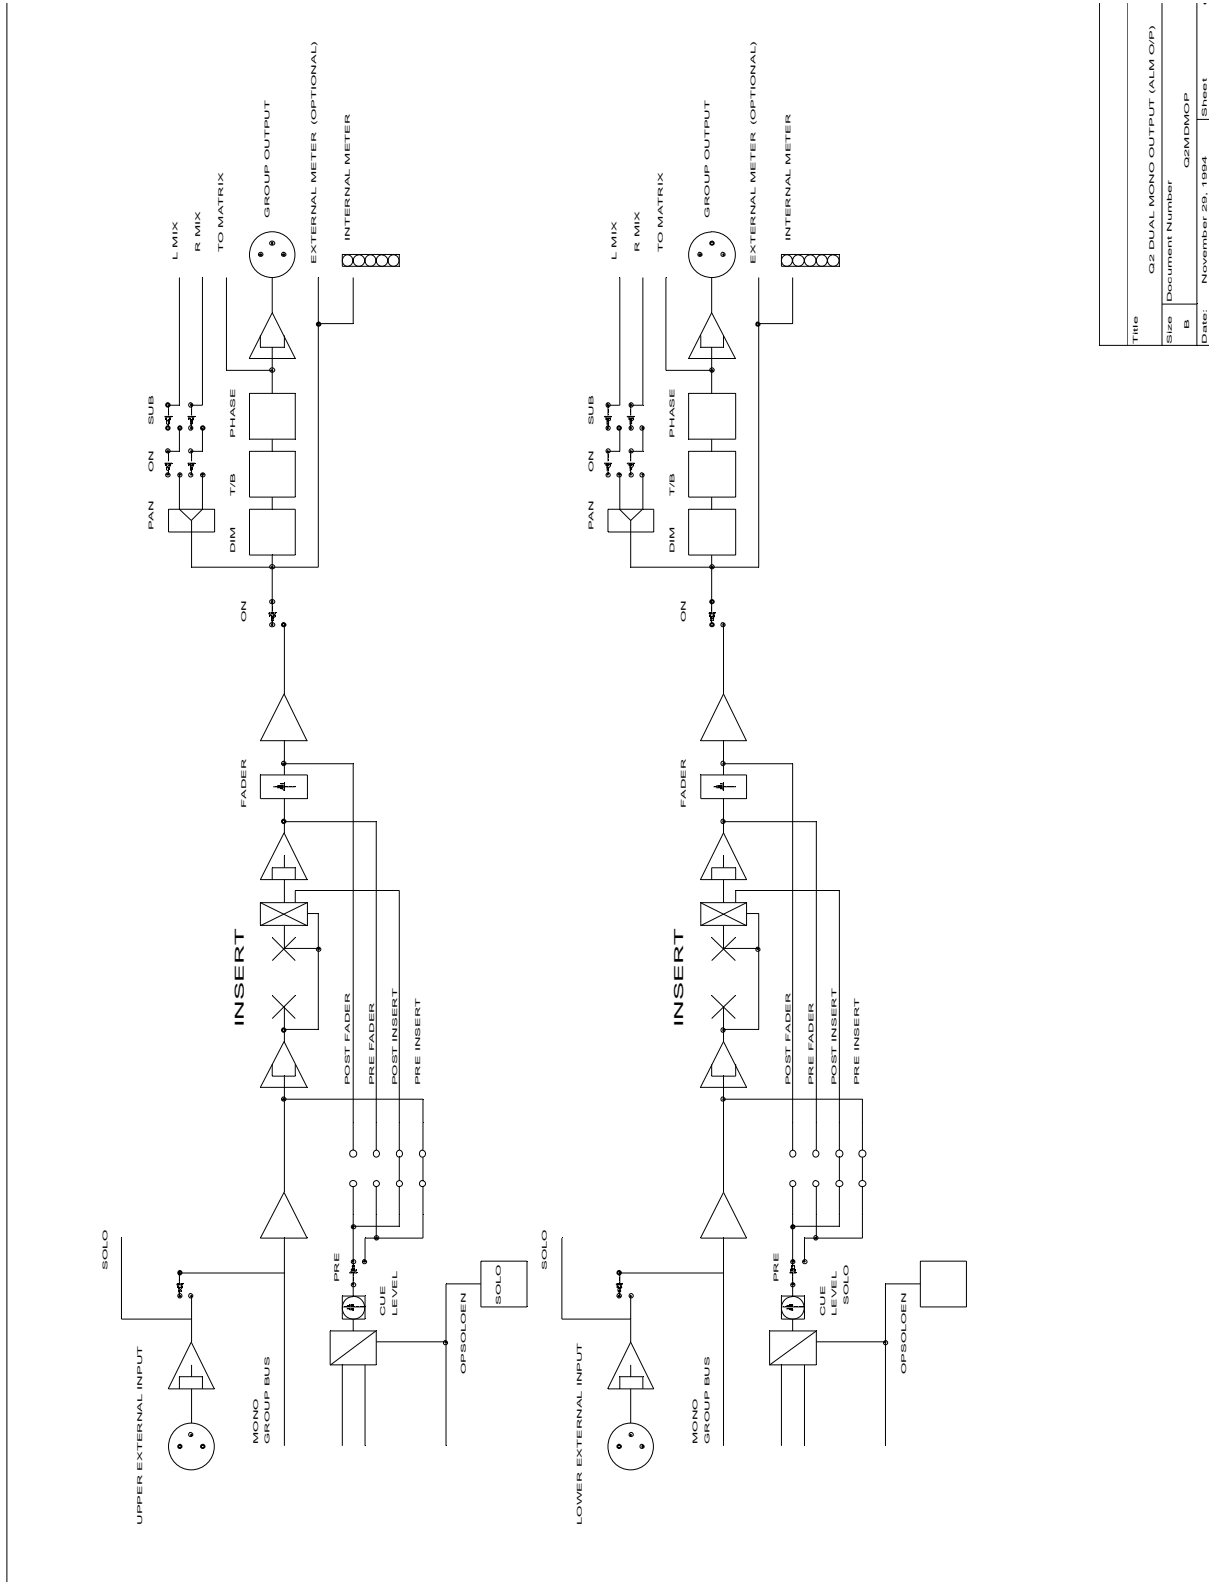 L MIX
R MIX
TO MATRIX
GROUP OUTPUT
EXTERNAL METER (OPTIONAL)
INTERNAL METER
SUB
ON
PAN
PHASE
T/B
DIM
ON
FADER
INSERT
POST FADER
PRE FADER
POST INSERT
PRE INSERT
SOLO
PRE
CUE
LEVEL
SOLO
OPSOLOEN
MONO
GROUP BUS
UPPER EXTERNAL INPUT
L MIX
R MIX
TO MATRIX
GROUP OUTPUT
EXTERNAL METER (OPTIONAL)
INTERNAL METER
SUB
ON
PAN
PHASE
T/B
DIM
ON
FADER
INSERT
POST FADER
PRE FADER
POST INSERT
PRE INSERT
SOLO
PRE
CUE
LEVEL
SOLO
OPSOLOEN
MONO
GROUP BUS
LOWER EXTERNAL INPUT
Title
Q2 DUAL MONO OUTPUT (ALM O/P)
Size Document Number
B Q2MDMOP
Date: November 29, 1994 Sheet